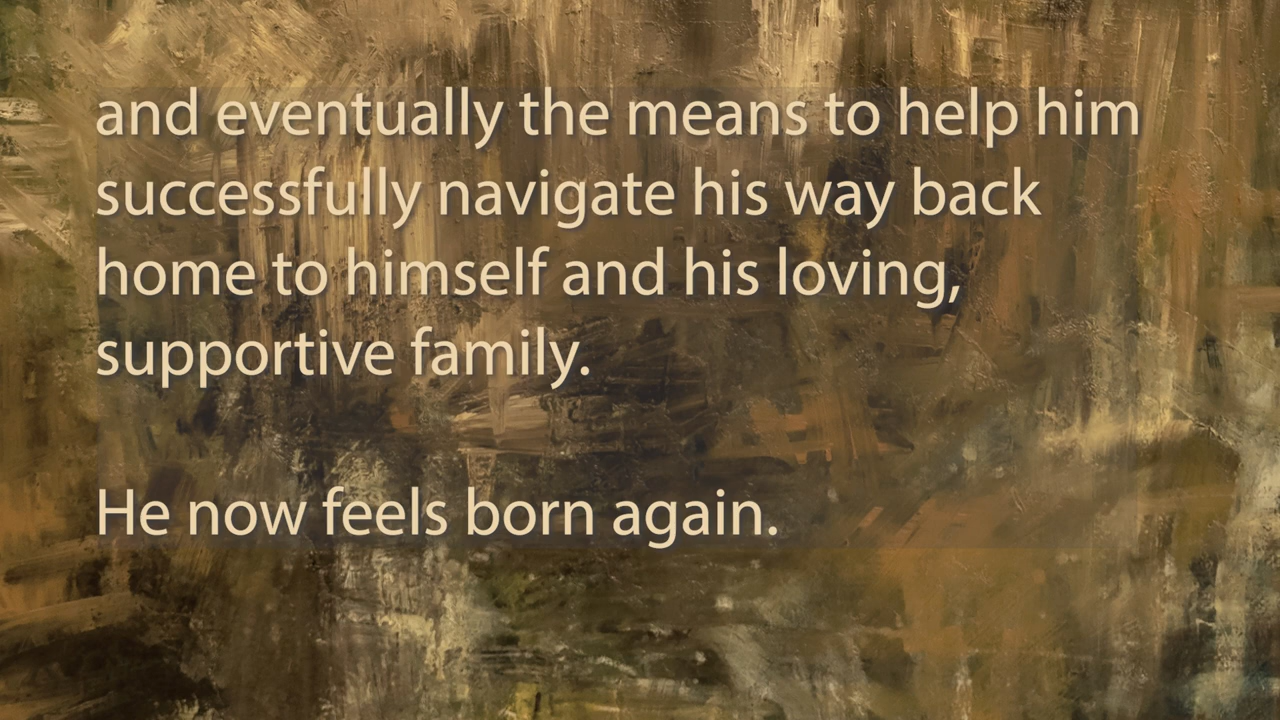 and eventually the means to help him
successfully navigate his way back
home to himself and his loving,
supportive family.
He now feels born again.